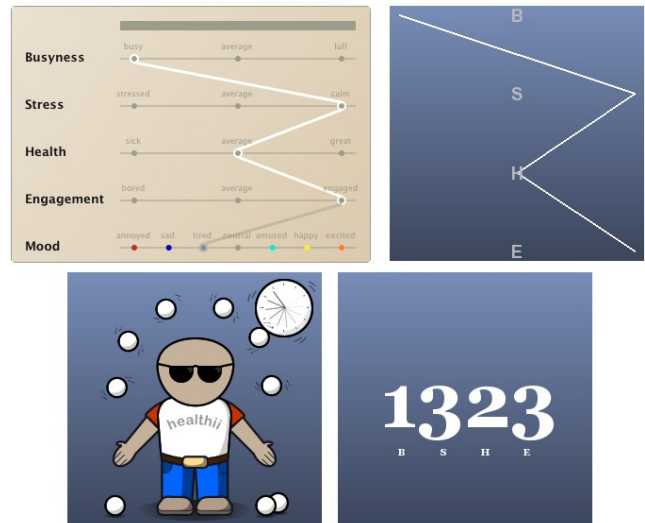 busy average lull
Busyness
stressed average calm
Stress
sick average great
Health
bored average engaged
Engagement
annoyed sad tired neutral amused happy excited
Mood
B
S
H
E
healthii
1323
B S H E